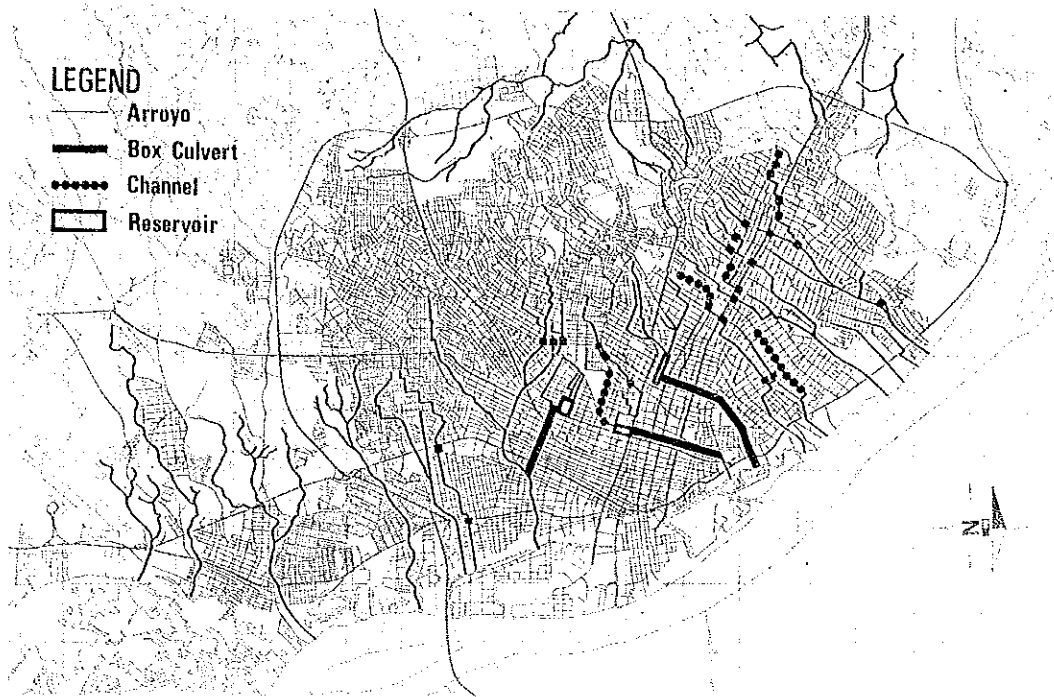 LEGEND
Arroyo
Box Culvert
Channel
Reservoir
N